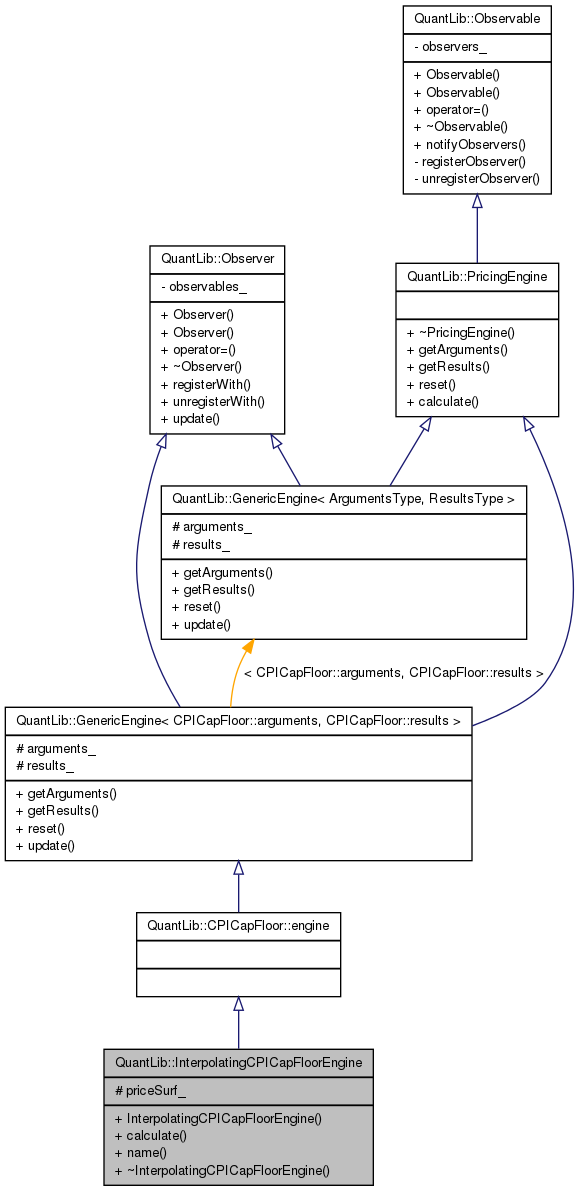 QuantLib::Observable
- observers_
+ Observable()
+ Observable()
+ operator=()
+ ~Observable()
+ notifyObservers()
- registerObserver()
- unregisterObserver()
QuantLib::Observer
- observables_
+ Observer()
+ Observer()
+ operator=()
+ ~Observer()
+ registerWith()
+ unregisterWith()
+ update()
QuantLib::PricingEngine
+ ~PricingEngine()
+ getArguments()
+ getResults()
+ reset()
+ calculate()
QuantLib::GenericEngine< ArgumentsType, ResultsType >
# arguments_
# results_
+ getArguments()
+ getResults()
+ reset()
+ update()
< CPICapFloor::arguments, CPICapFloor::results >
QuantLib::GenericEngine< CPICapFloor::arguments, CPICapFloor::results >
# arguments_
# results_
+ getArguments()
+ getResults()
+ reset()
+ update()
QuantLib::CPICapFloor::engine
QuantLib::InterpolatingCPICapFloorEngine
# priceSurf_
+ InterpolatingCPICapFloorEngine()
+ calculate()
+ name()
+ ~InterpolatingCPICapFloorEngine()